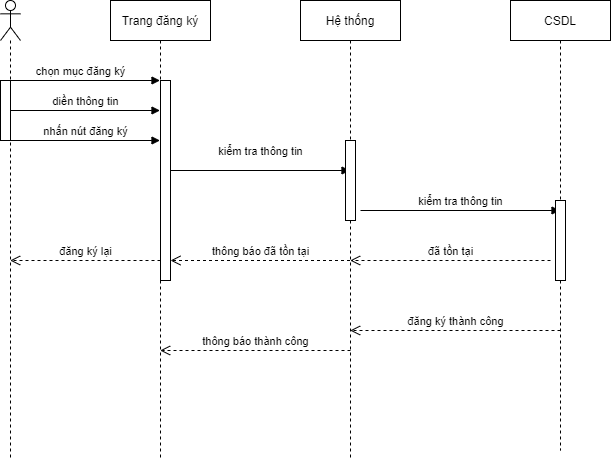 Trang đăng ký
Hệ thống
CSDL
chọn mục đăng ký
diền thông tin
nhấn nút đăng ký
kiểm tra thông tin
kiểm tra thông tin
đăng ký lại
thông báo đã tồn tại
đã tồn tại
đăng ký thành công
thông báo thành công